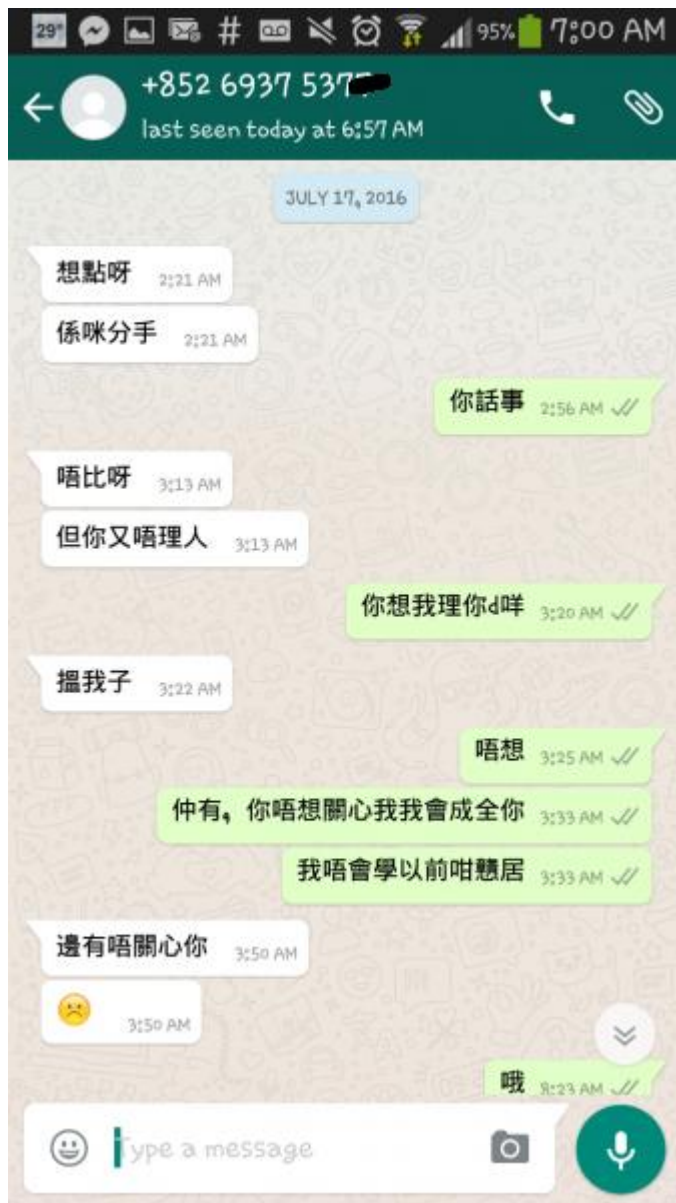 29° # 95% 7:00 AM
+852 6937 537
last seen today at 6:57 AM
JULY 17, 2016
想點呀 2:21 AM
係咪分手 2:21 AM
你話事 2:56 AM
唔比呀 3:13 AM
但你又唔理人 3:13 AM
你想我理你d咩 3:20 AM
搵我子 3:22 AM
唔想 3:25 AM
仲有，你唔想關心我我會成全你 3:33 AM
我唔會學以前咁戇居 3:33 AM
邊有唔關心你 3:50 AM
3:50 AM
哦 8:23 AM
Type a message